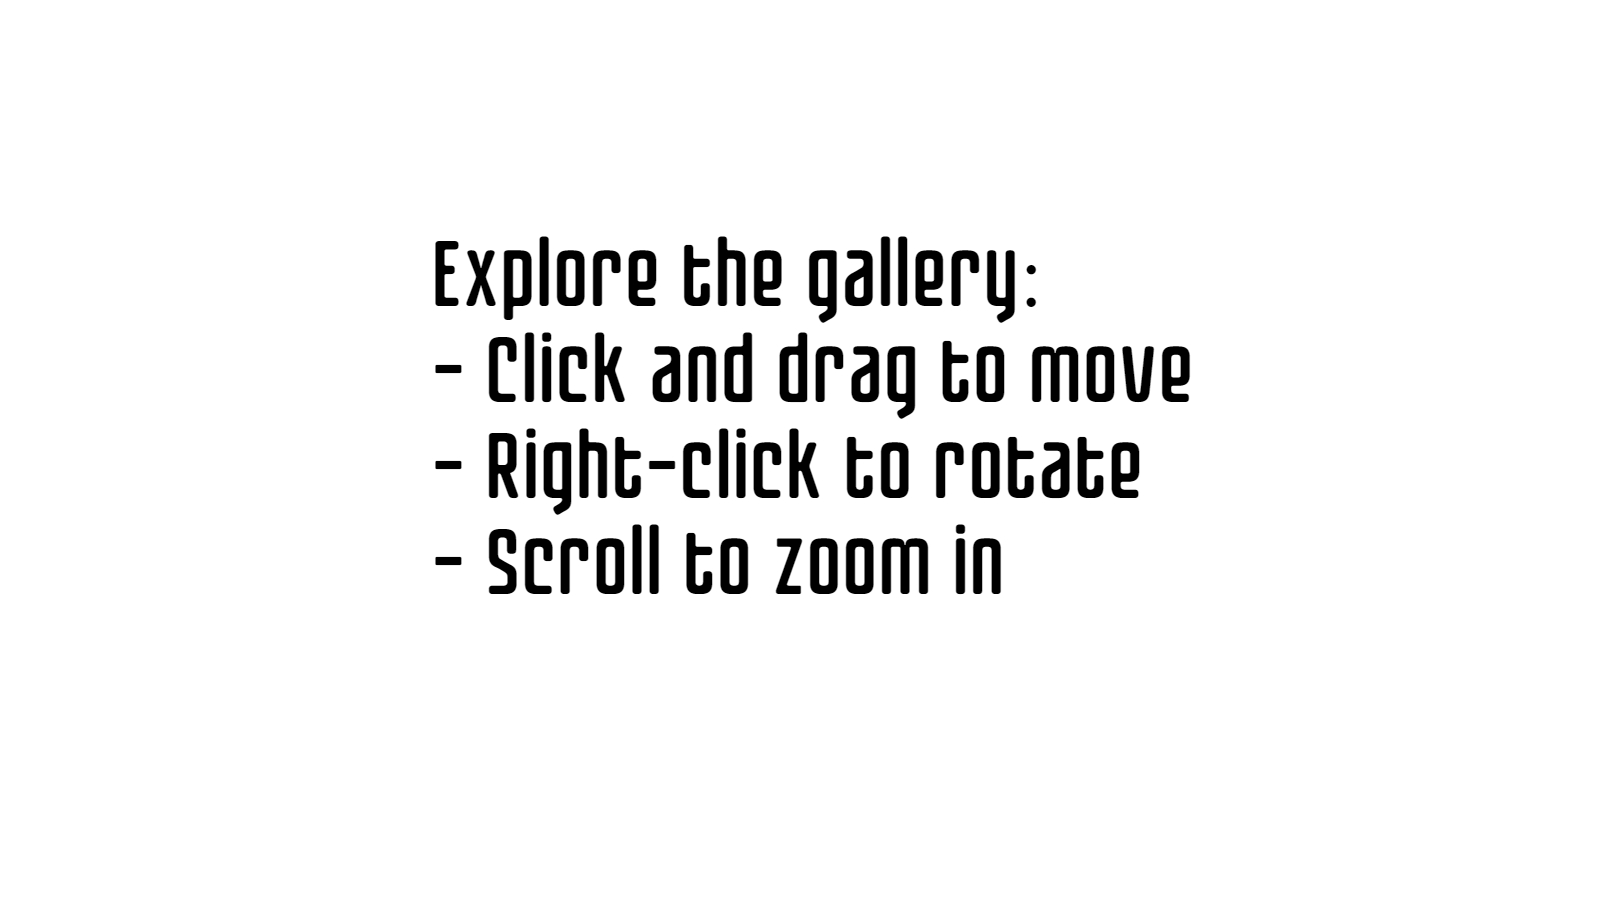 Explore the gallery:
- Click and drag to move
- Right-click to rotate
- Scroll to zoom in